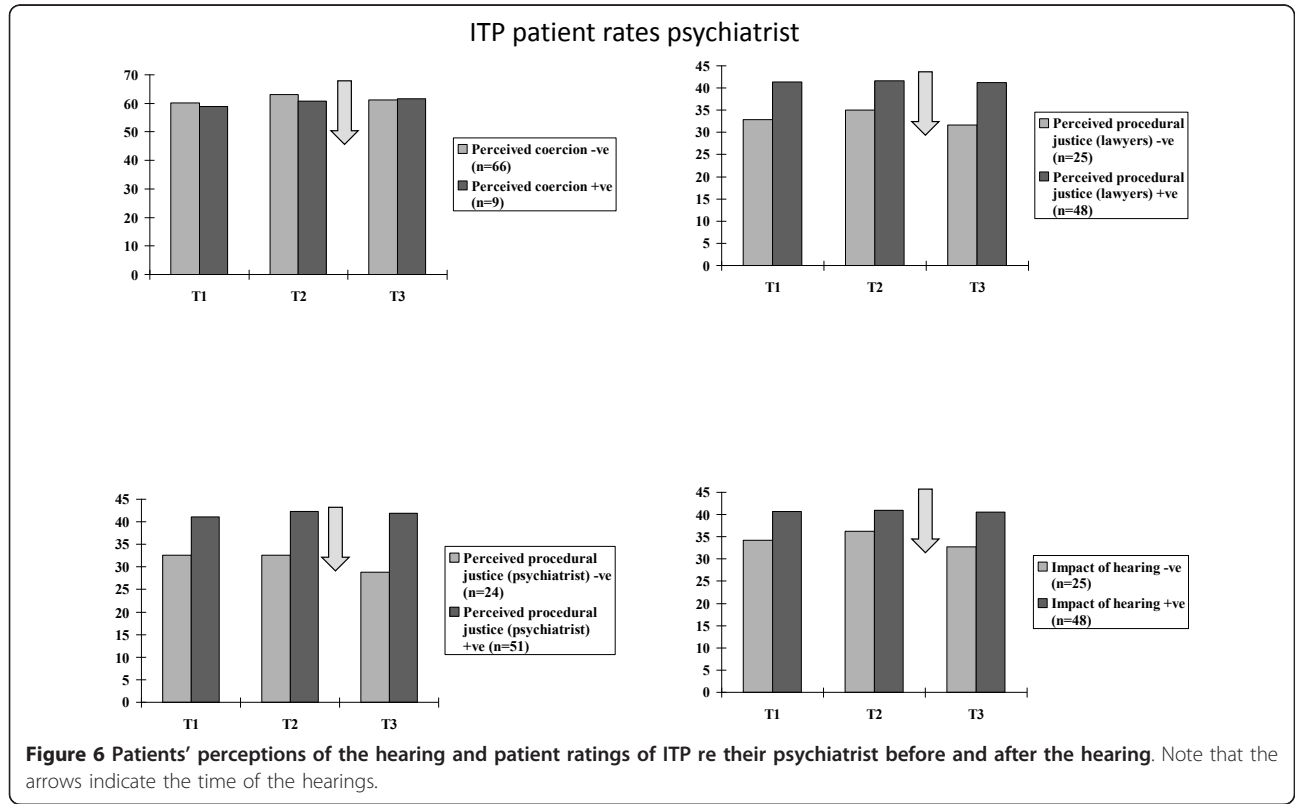 ITP patient rates psychiatrist
70
60
50
40
30
20
10
0
T1 T2 T3
Perceived coercion -ve
(n=66)
Perceived coercion +ve
(n=9)
45
40
35
30
25
20
15
10
5
0
T1 T2 T3
Perceived procedural
justice (lawyers) -ve
(n=25)
Perceived procedural
justice (lawyers) +ve
(n=48)
45
40
35
30
25
20
15
10
5
0
T1 T2 T3
Perceived procedural
justice (psychiatrist) -ve
(n=24)
Perceived procedural
justice (psychiatrist)
+ve (n=51)
45
40
35
30
25
20
15
10
5
0
T1 T2 T3
Impact of hearing -ve
(n=25)
Impact of hearing +ve
(n=48)
Figure 6 Patients' perceptions of the hearing and patient ratings of ITP re their psychiatrist before and after the hearing. Note that the
arrows indicate the time of the hearings.